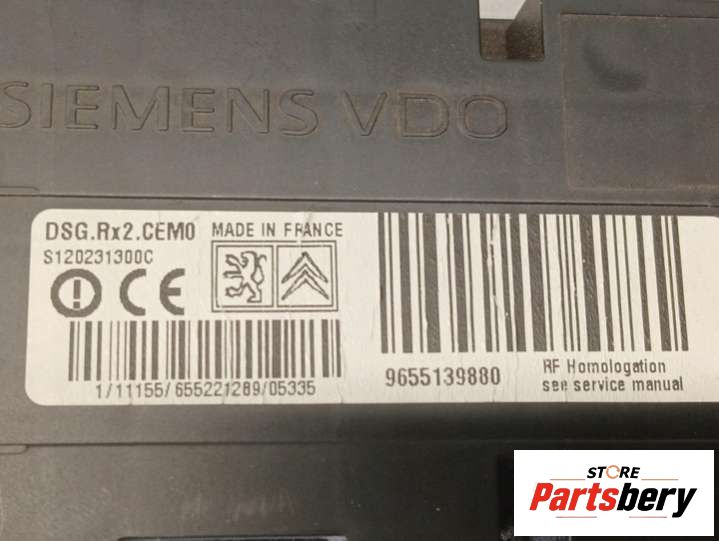 SIEMENS VDO
DSG.Rx2.CEM0 MADE IN FRANCE
S120231300C
CE
1/11155/655221289/05335
9655139880
RF Homologation
see service manual
STORE
Partsbery